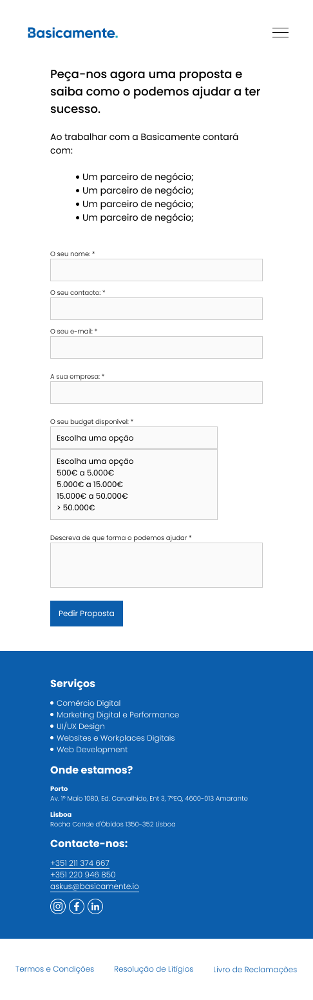 Basicamente.
Peça-nos agora uma proposta e
saiba como o podemos ajudar a ter
sucesso.
Ao trabalhar com a Basicamente contará
com:
• Um parceiro de negócio;
• Um parceiro de negócio;
• Um parceiro de negócio;
• Um parceiro de negócio;
O seu nome: *
O seu contacto: *
O seu e-mail: *
A sua empresa: *
O seu budget disponível: *
Escolha uma opção
Escolha uma opção
500€ a 5.000€
5.000€ a 15.000€
15.000€ a 50.000€
> 50.000€
Descreva de que forma o podemos ajudar *
Pedir Proposta
Serviços
• Comércio Digital
• Marketing Digital e Performance
• UI/UX Design
• Websites e Workplaces Digitais
• Web Development
Onde estamos?
Porto
Av. 1º Maio 1080, Ed. Carvalhido, Ent 3, 7ºEQ, 4600-013 Amarante
Lisboa
Rocha Conde d'Óbidos 1350-352 Lisboa
Contacte-nos:
+351 211 374 667
+351 220 946 850
askus@basicamente.io
Termos e Condições Resolução de Litígios Livro de Reclamações